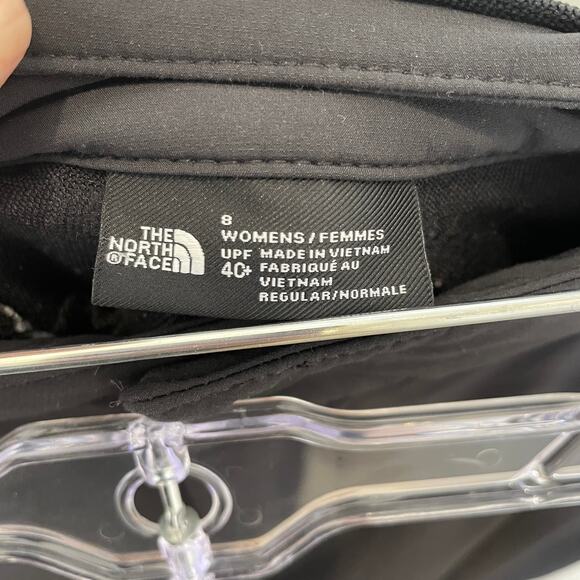 THE
NORTH
®FACE
8
WOMENS/FEMMES
UPF
40+
MADE IN VIETNAM
FABRIQUÉ AU
VIETNAM
REGULAR/NORMALE